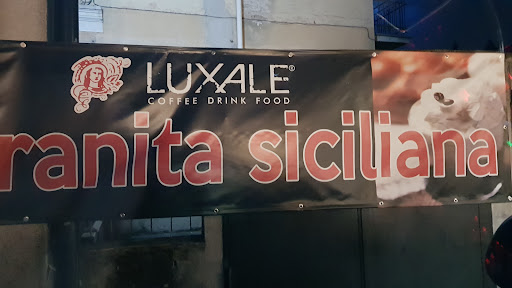 LUXALE®
COFFEE DRINK FOOD
ranita siciliana